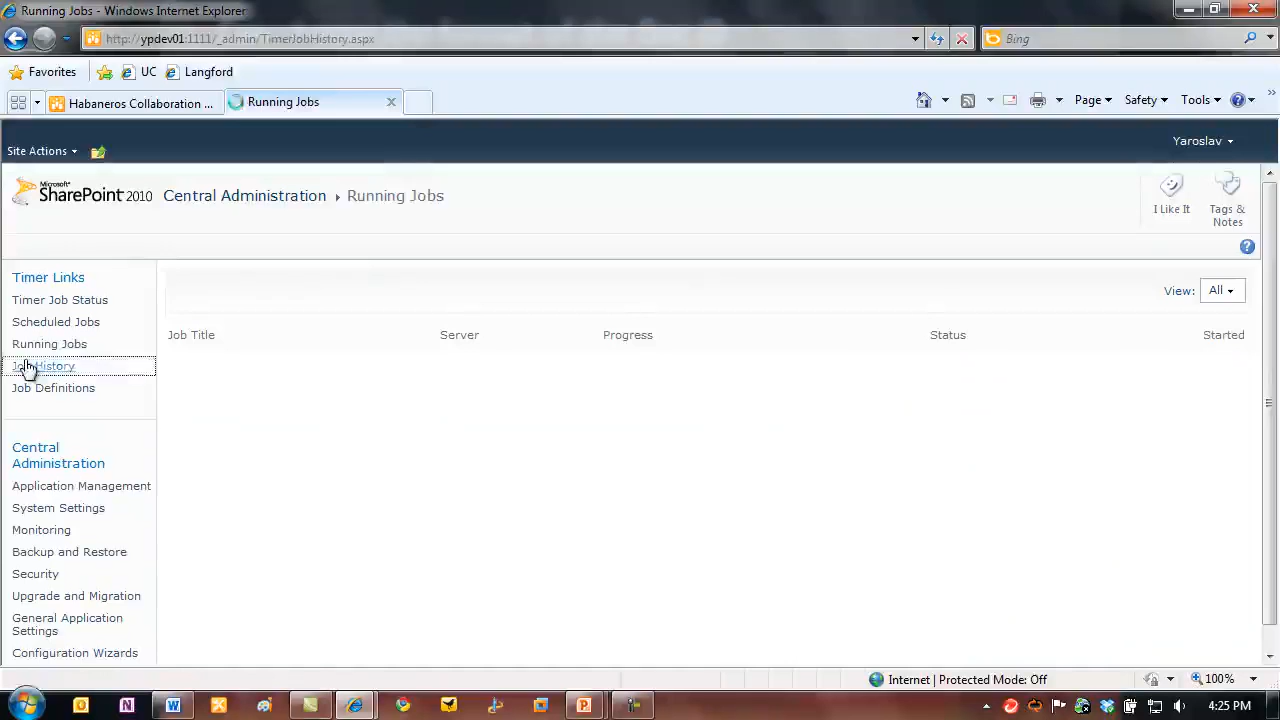 Running Jobs - Windows Internet Explorer
http://ypdev01:1111/_admin/TimerJobHistory.aspx
Bing
Favorites UC Langford
Habaneros Collaboration ... Running Jobs
Page Safety Tools
Site Actions
Yaroslav
Microsoft
SharePoint 2010
Central Administration Running Jobs
I Like It
Tags &
Notes
Timer Links
Timer Job Status
Scheduled Jobs
Running Jobs
Job History
Job Definitions
View: All
Job Title Server Progress Status Started
Central
Administration
Application Management
System Settings
Monitoring
Backup and Restore
Security
Upgrade and Migration
General Application
Settings
Configuration Wizards
Internet | Protected Mode: Off
100%
4:25 PM